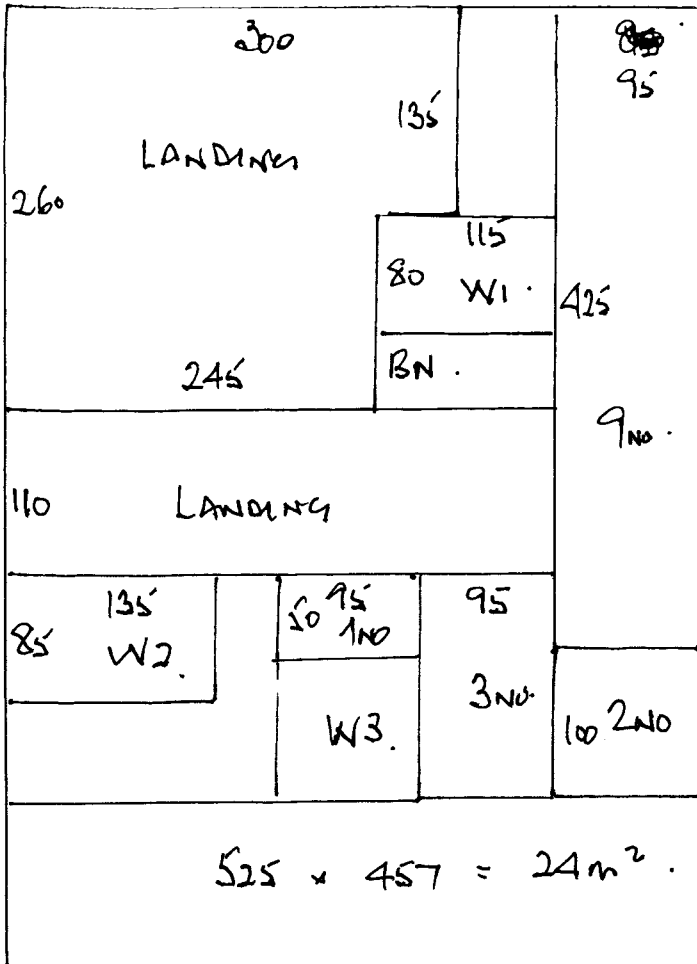 300
95
135
LANDING
260
115
80 W1.
425
245
BN.
9NO.
110 LANDING
135
50 95
95
85 W2.
1NO
3NO.
W3.
100 2NO
525 x 457 = 24m².